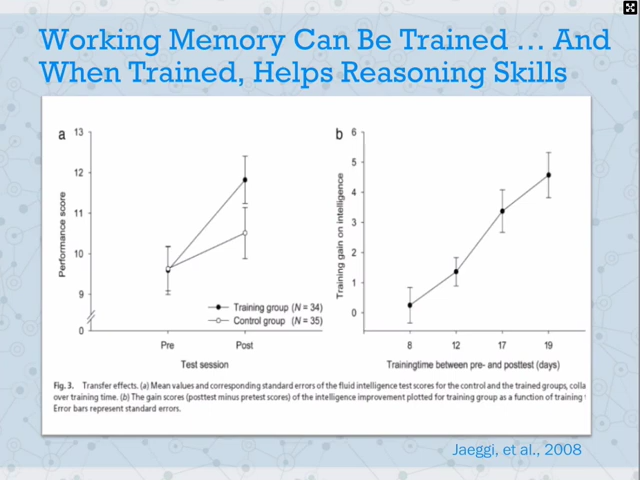 Working Memory Can Be Trained … And
When Trained, Helps Reasoning Skills
a
13
12
11
10
9
0
Performance score
Training group (N = 34)
Control group (N = 35)
Pre Post
Test session
b
6
5
4
3
2
1
0
Training gain on intelligence
8 12 17 19
Trainingtime between pre- and posttest (days)
Fig. 3. Transfer effects. (a) Mean values and corresponding standard errors of the fluid intelligence test scores for the control and the trained groups, colla
over training time. (b) The gain scores (posttest minus pretest scores) of the intelligence improvement plotted for training group as a function of training
Error bars represent standard errors.
Jaeggi, et al., 2008